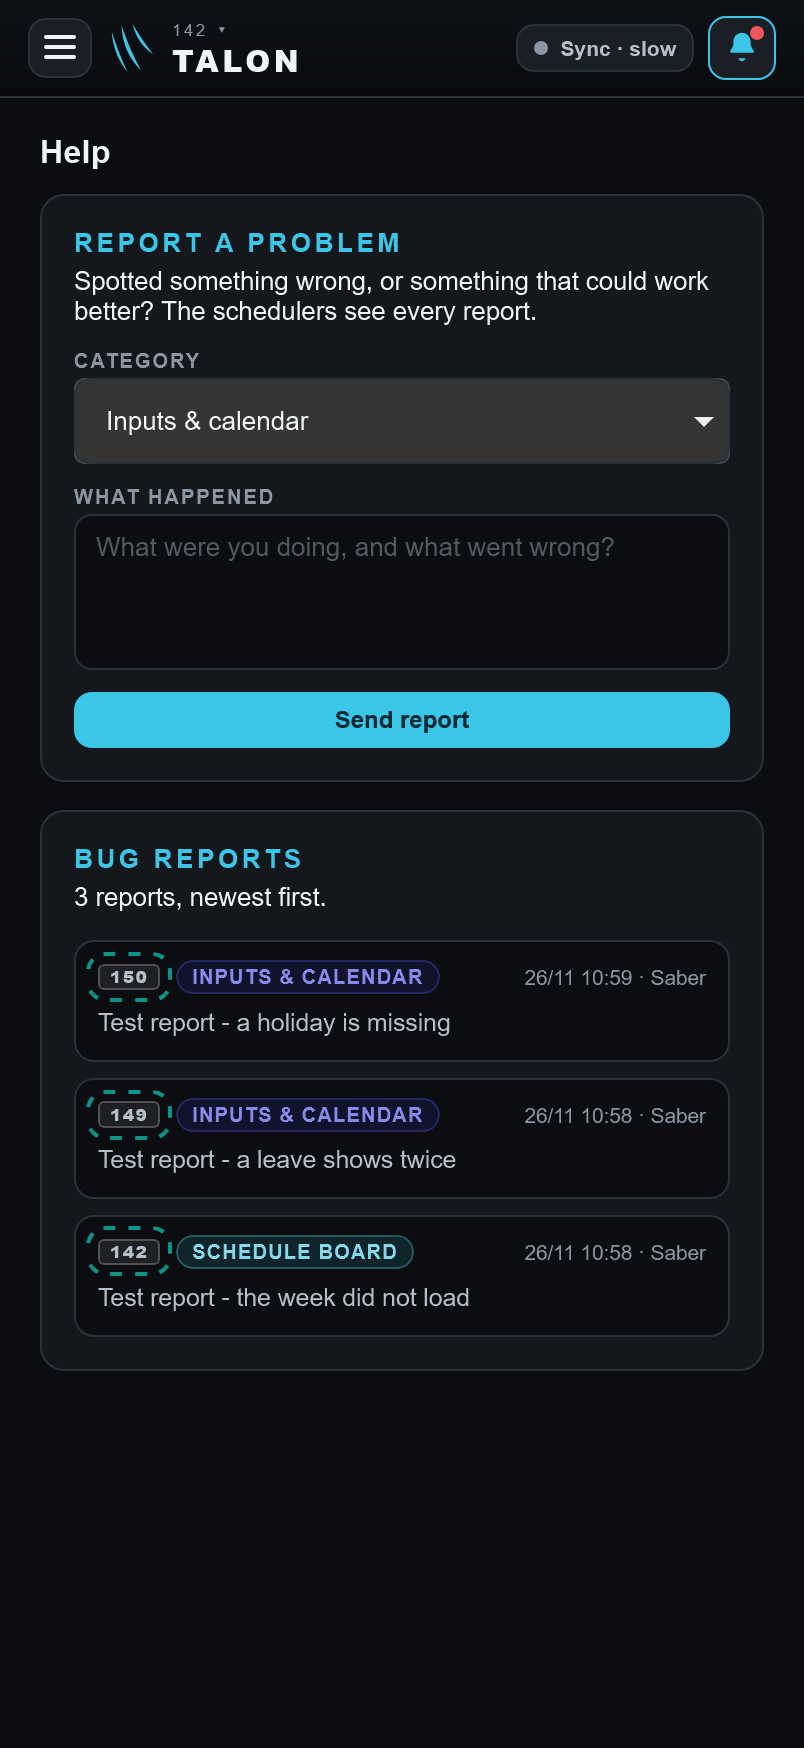 142 ▾
TALON
Sync · slow
Help
REPORT A PROBLEM
Spotted something wrong, or something that could work
better? The schedulers see every report.
CATEGORY
Inputs & calendar
WHAT HAPPENED
What were you doing, and what went wrong?
Send report
BUG REPORTS
3 reports, newest first.
150 INPUTS & CALENDAR 26/11 10:59 · Saber
Test report - a holiday is missing
149 INPUTS & CALENDAR 26/11 10:58 · Saber
Test report - a leave shows twice
142 SCHEDULE BOARD 26/11 10:58 · Saber
Test report - the week did not load